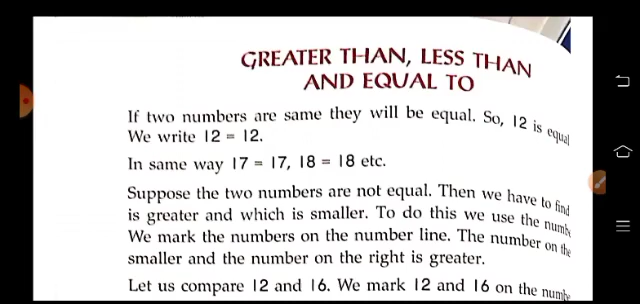 GREATER THAN, LESS THAN
AND EQUAL TO
If two numbers are same they will be equal. So, 12 is equal
We write 12 = 12.
In same way 17 = 17, 18 = 18 etc.
Suppose the two numbers are not equal. Then we have to find
is greater and which is smaller. To do this we use the
We mark the numbers on the number line. The number on the
smaller and the number on the right is greater.
Let us compare 12 and 16. We mark 12 and 16 on the